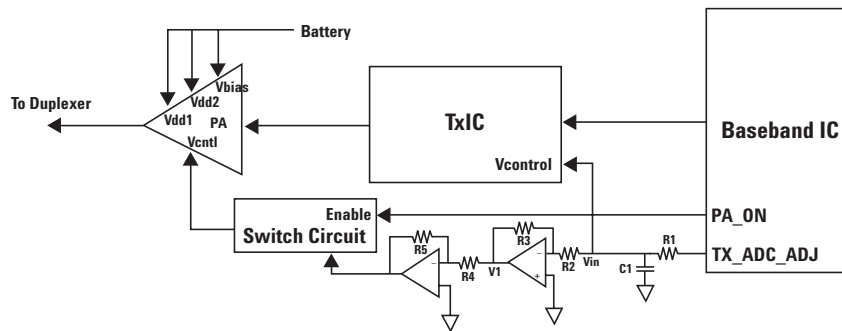 Battery
Vbias
Vdd2
Vdd1
To Duplexer
PA
Vcntl
TxIC
Baseband IC
Vcontrol
Enable
Switch Circuit
PA_ON
R5
R3
R1
TX_ADC_ADJ
R4
V1
R2
Vin
C1
−
−
+